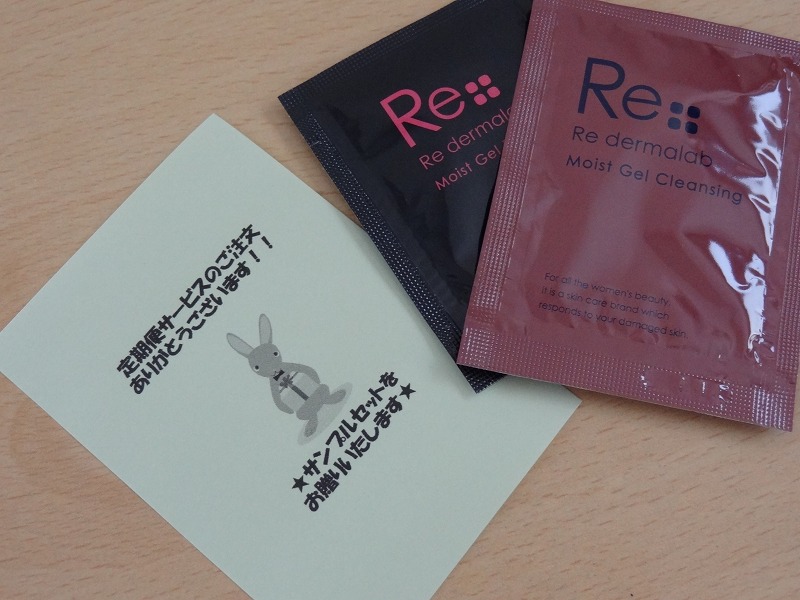 定期便サービスのご注文
ありがとうございます！！
★サンプルセットを
お贈りいたします★
Re
Re dermalab
Moist Gel
Re
Re dermalab
Moist Gel Cleansing
For all the women's beauty.
It is a skin care brand which
responds to your damaged skin.